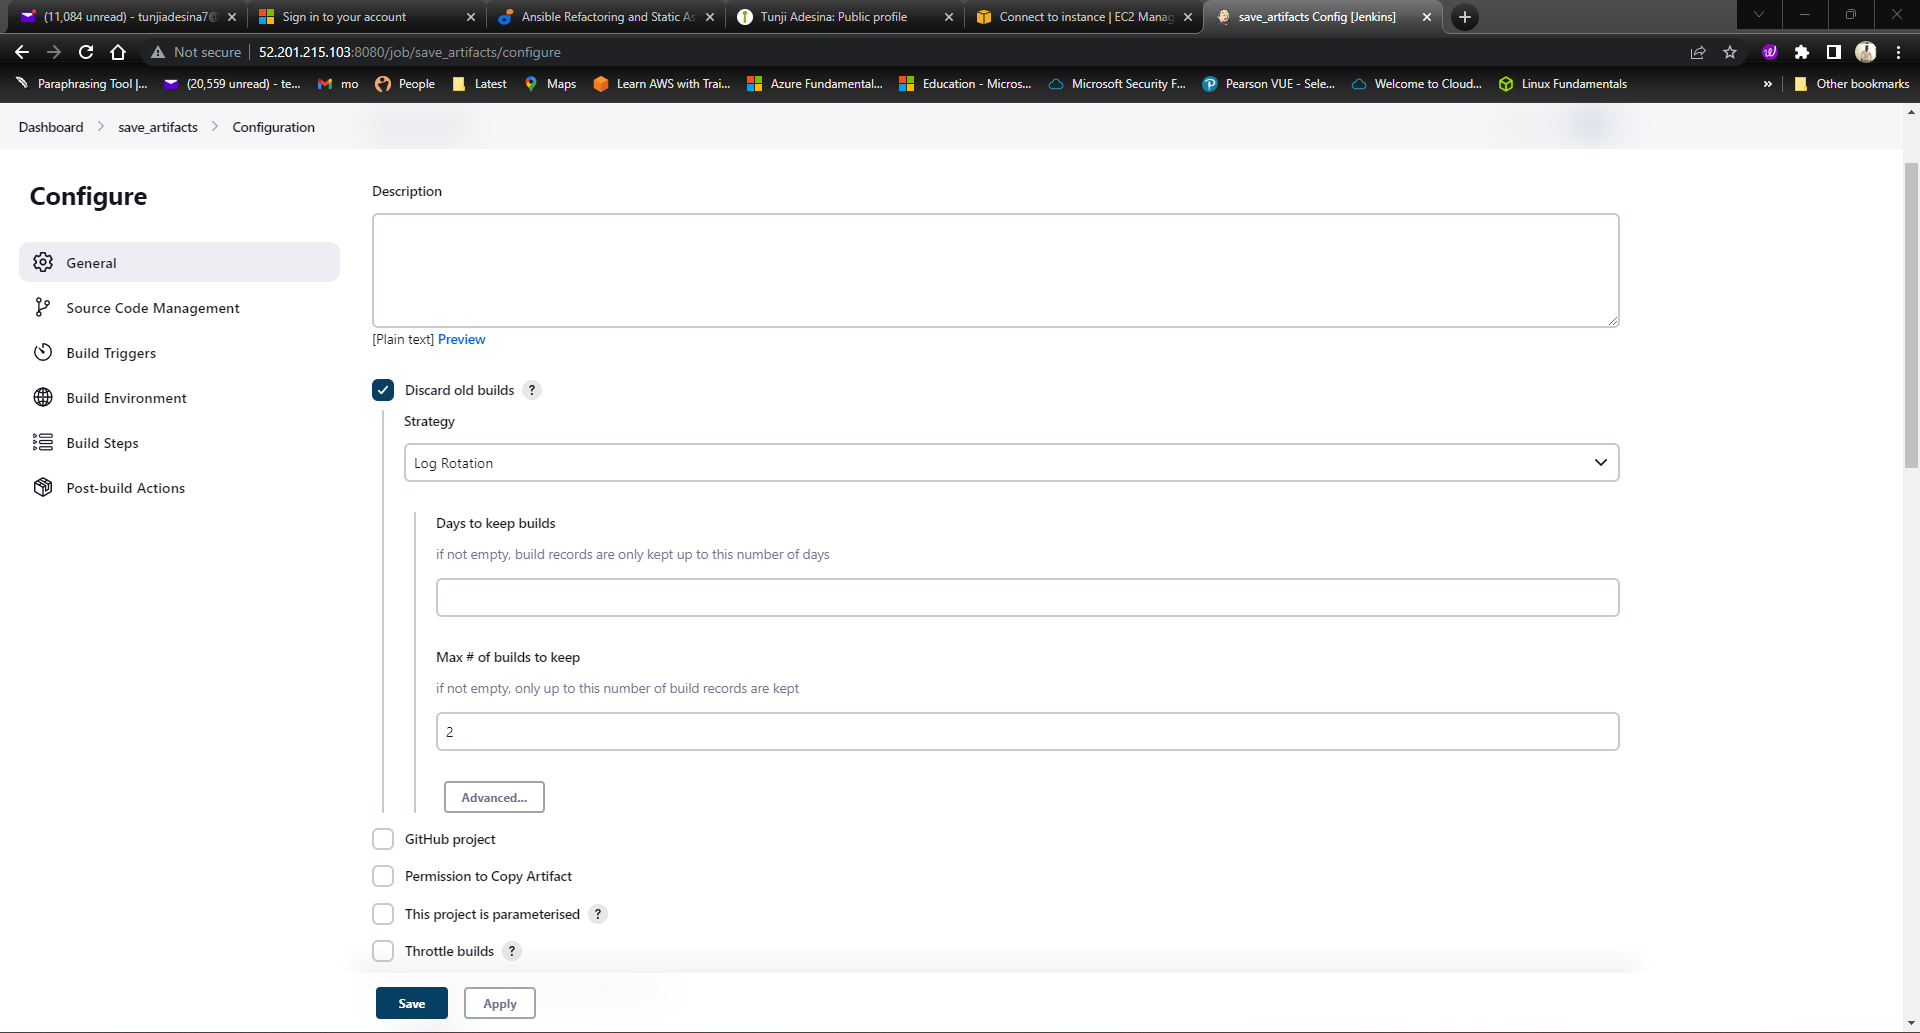 (11,084 unread) - tunjiadesina7@
Sign in to your account
Ansible Refactoring and Static As
Tunji Adesina: Public profile
Connect to instance | EC2 Manag
save_artifacts Config [Jenkins]
Not secure
52.201.215.103:8080/job/save_artifacts/configure
Paraphrasing Tool |...
(20,559 unread) - te...
mo
People
Latest
Maps
Learn AWS with Trai...
Azure Fundamental...
Education - Micros...
Microsoft Security F...
Pearson VUE - Sele...
Welcome to Cloud...
Linux Fundamentals
»
Other bookmarks
Dashboard > save_artifacts > Configuration
Configure
General
Source Code Management
Build Triggers
Build Environment
Build Steps
Post-build Actions
Description
[Plain text] Preview
Discard old builds ?
Strategy
Log Rotation
Days to keep builds
if not empty, build records are only kept up to this number of days
Max # of builds to keep
if not empty, only up to this number of build records are kept
2
Advanced...
GitHub project
Permission to Copy Artifact
This project is parameterised ?
Throttle builds ?
Save
Apply